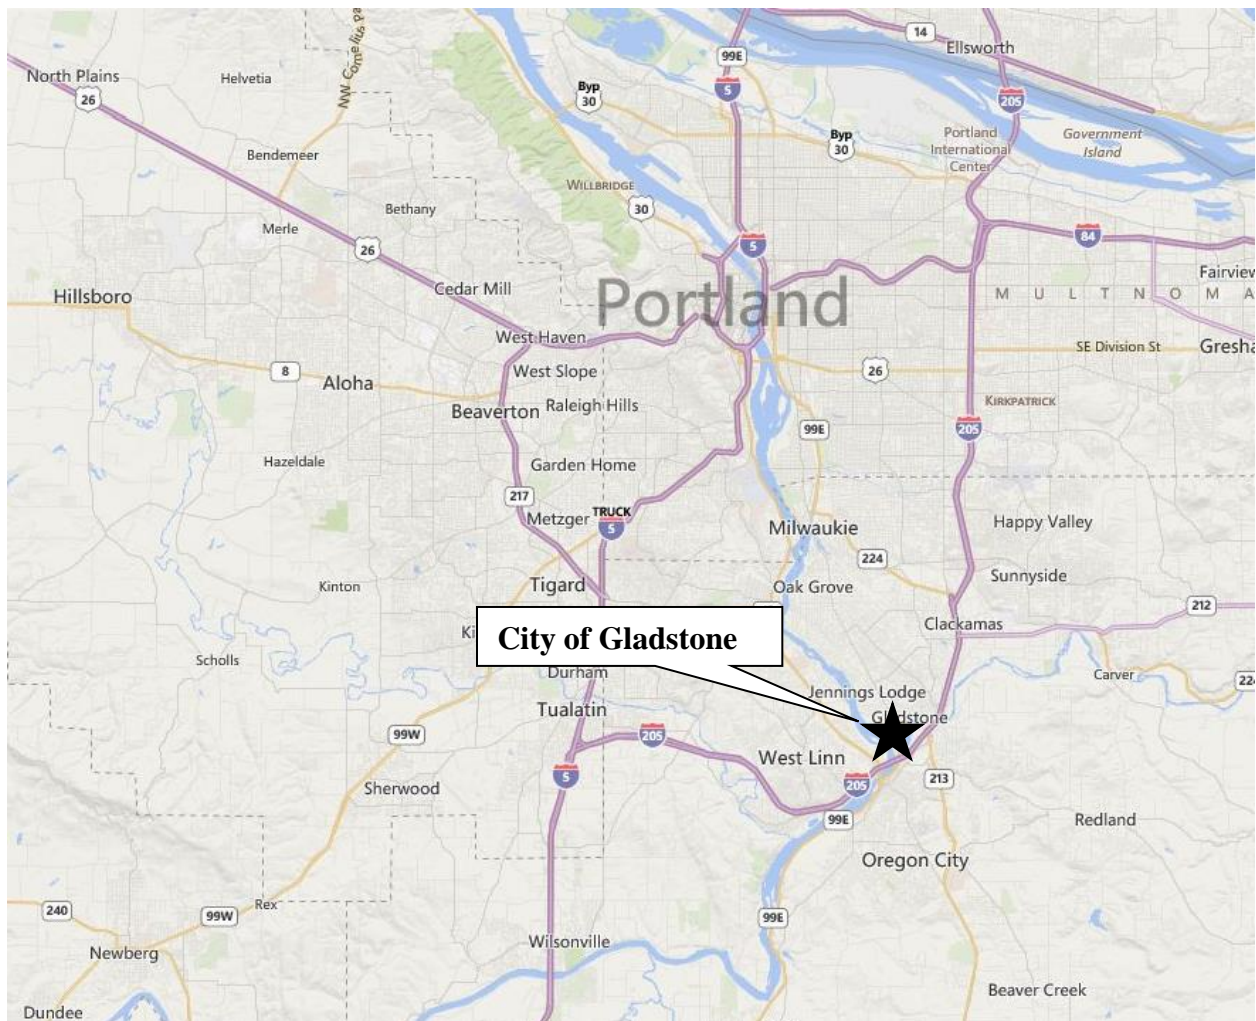 14
Ellsworth
99E
North Plains
Helvetia
NW Cornelius Pa
26
5
Byp
30
205
Byp
30
Portland
International
Center
Government
Island
Bendemeer
WILLBRIDGE
30
Bethany
Merle
26
5
84
Fairview
Hillsboro
Cedar Mill
Portland
MULTNOMA
West Haven
SE Division St
Gresha
8
Aloha
West Slope
26
Beaverton
Raleigh Hills
KIRKPATRICK
99E
205
Hazeldale
Garden Home
217
Metzger
TRUCK
5
Milwaukie
Happy Valley
224
Kinton
Tigard
Oak Grove
Sunnyside
212
City of Gladstone
Ki
Clackamas
Scholls
Durham
Carver
224
Jennings Lodge
Tualatin
Gladstone
99W
205
West Linn
5
205
213
Sherwood
99E
Redland
Oregon City
240
99W
Rex
99E
Newberg
Wilsonville
Beaver Creek
Dundee